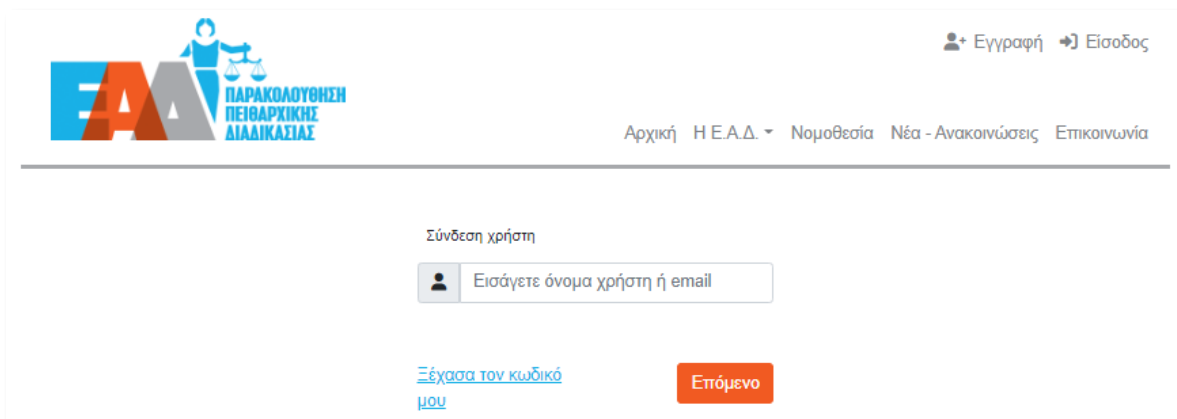 Εγγραφή Είσοδος
ΕΑΔ
ΠΑΡΑΚΟΛΟΥΘΗΣΗ
ΠΕΙΘΑΡΧΙΚΗΣ
ΔΙΑΔΙΚΑΣΙΑΣ
Αρχική Η Ε.Α.Δ. Νομοθεσία Νέα - Ανακοινώσεις Επικοινωνία
Σύνδεση χρήστη
Εισάγετε όνομα χρήστη ή email
Ξέχασα τον κωδικό
μου
Επόμενο